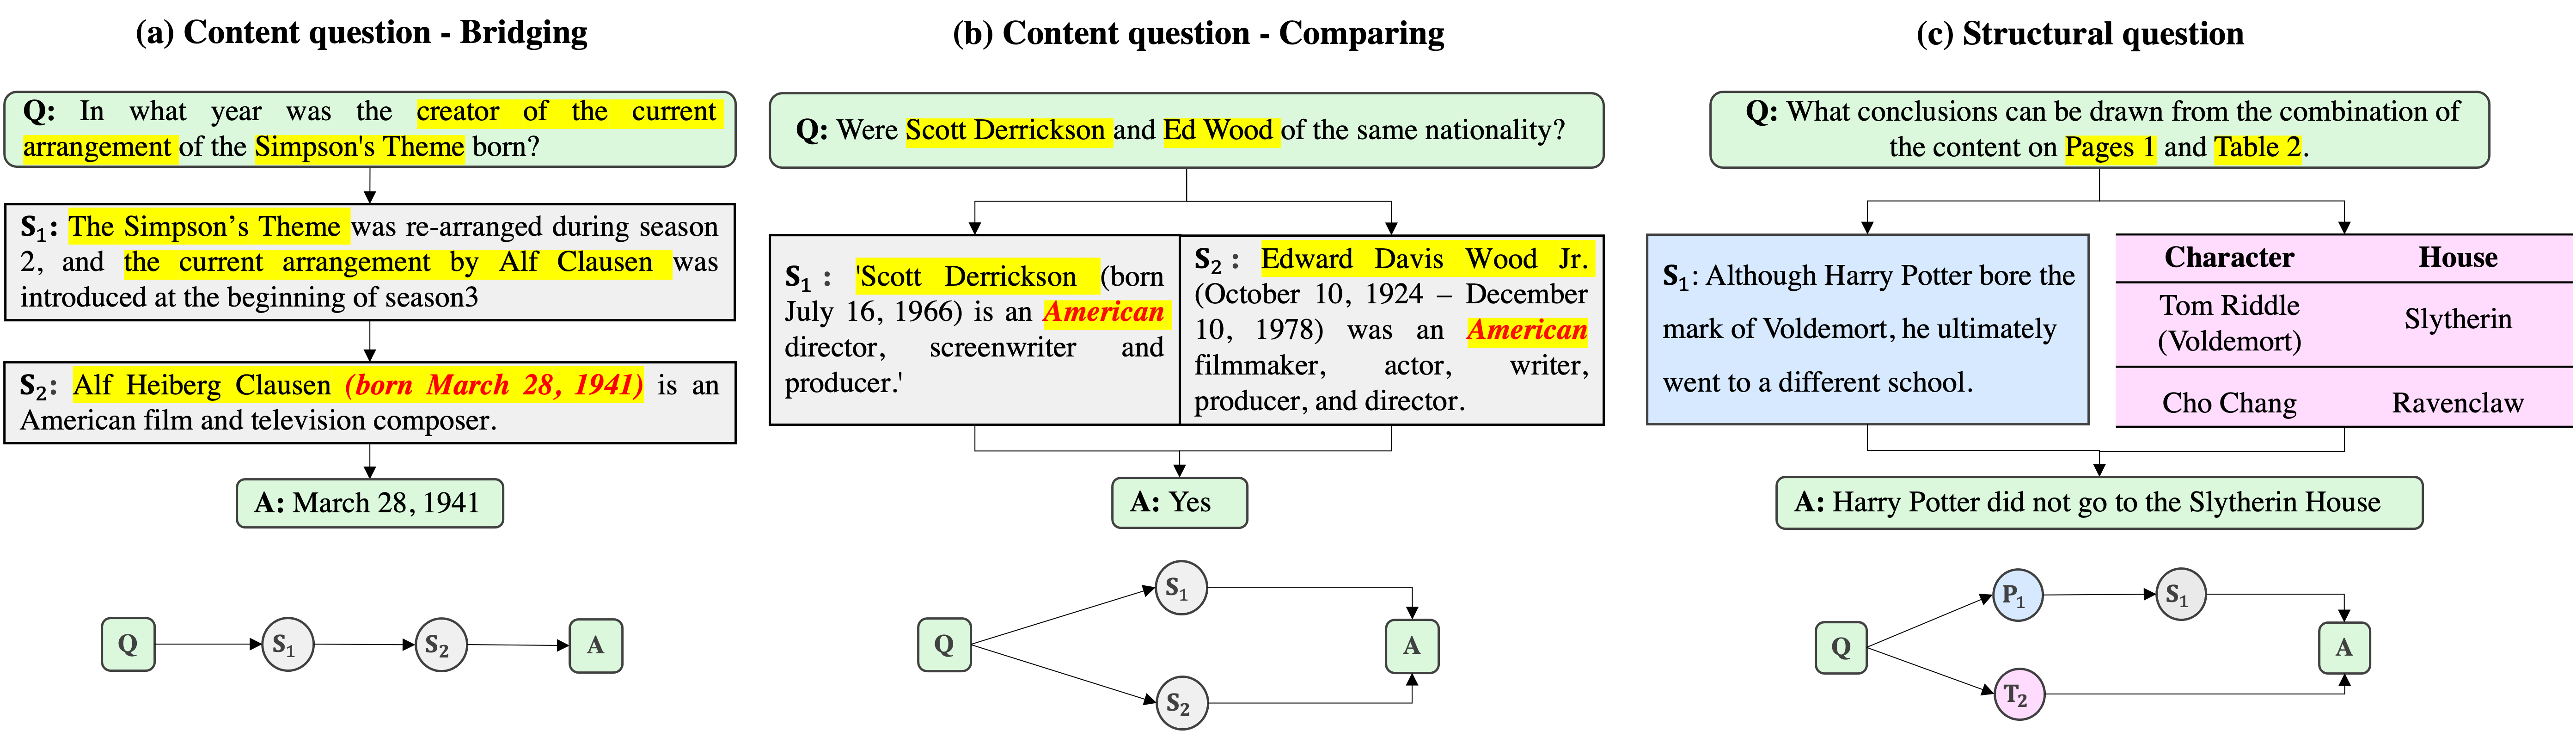 (a) Content question - Bridging
Q: In what year was the creator of the current
arrangement of the Simpson's Theme born?
S1: The Simpson’s Theme was re-arranged during season
2, and the current arrangement by Alf Clausen was
introduced at the beginning of season3
S2: Alf Heiberg Clausen (born March 28, 1941) is an
American film and television composer.
A: March 28, 1941
Q
S1
S2
A
(b) Content question - Comparing
Q: Were Scott Derrickson and Ed Wood of the same nationality?
S1 : 'Scott Derrickson (born
July 16, 1966) is an American
director, screenwriter and
producer.'
S2 : Edward Davis Wood Jr.
(October 10, 1924 – December
10, 1978) was an American
filmmaker, actor, writer,
producer, and director.
A: Yes
Q
S1
S2
A
(c) Structural question
Q: What conclusions can be drawn from the combination of
the content on Pages 1 and Table 2.
S1: Although Harry Potter bore the
mark of Voldemort, he ultimately
went to a different school.
Character House
Tom Riddle
(Voldemort) Slytherin
Cho Chang Ravenclaw
A: Harry Potter did not go to the Slytherin House
Q
P1
S1
T2
A